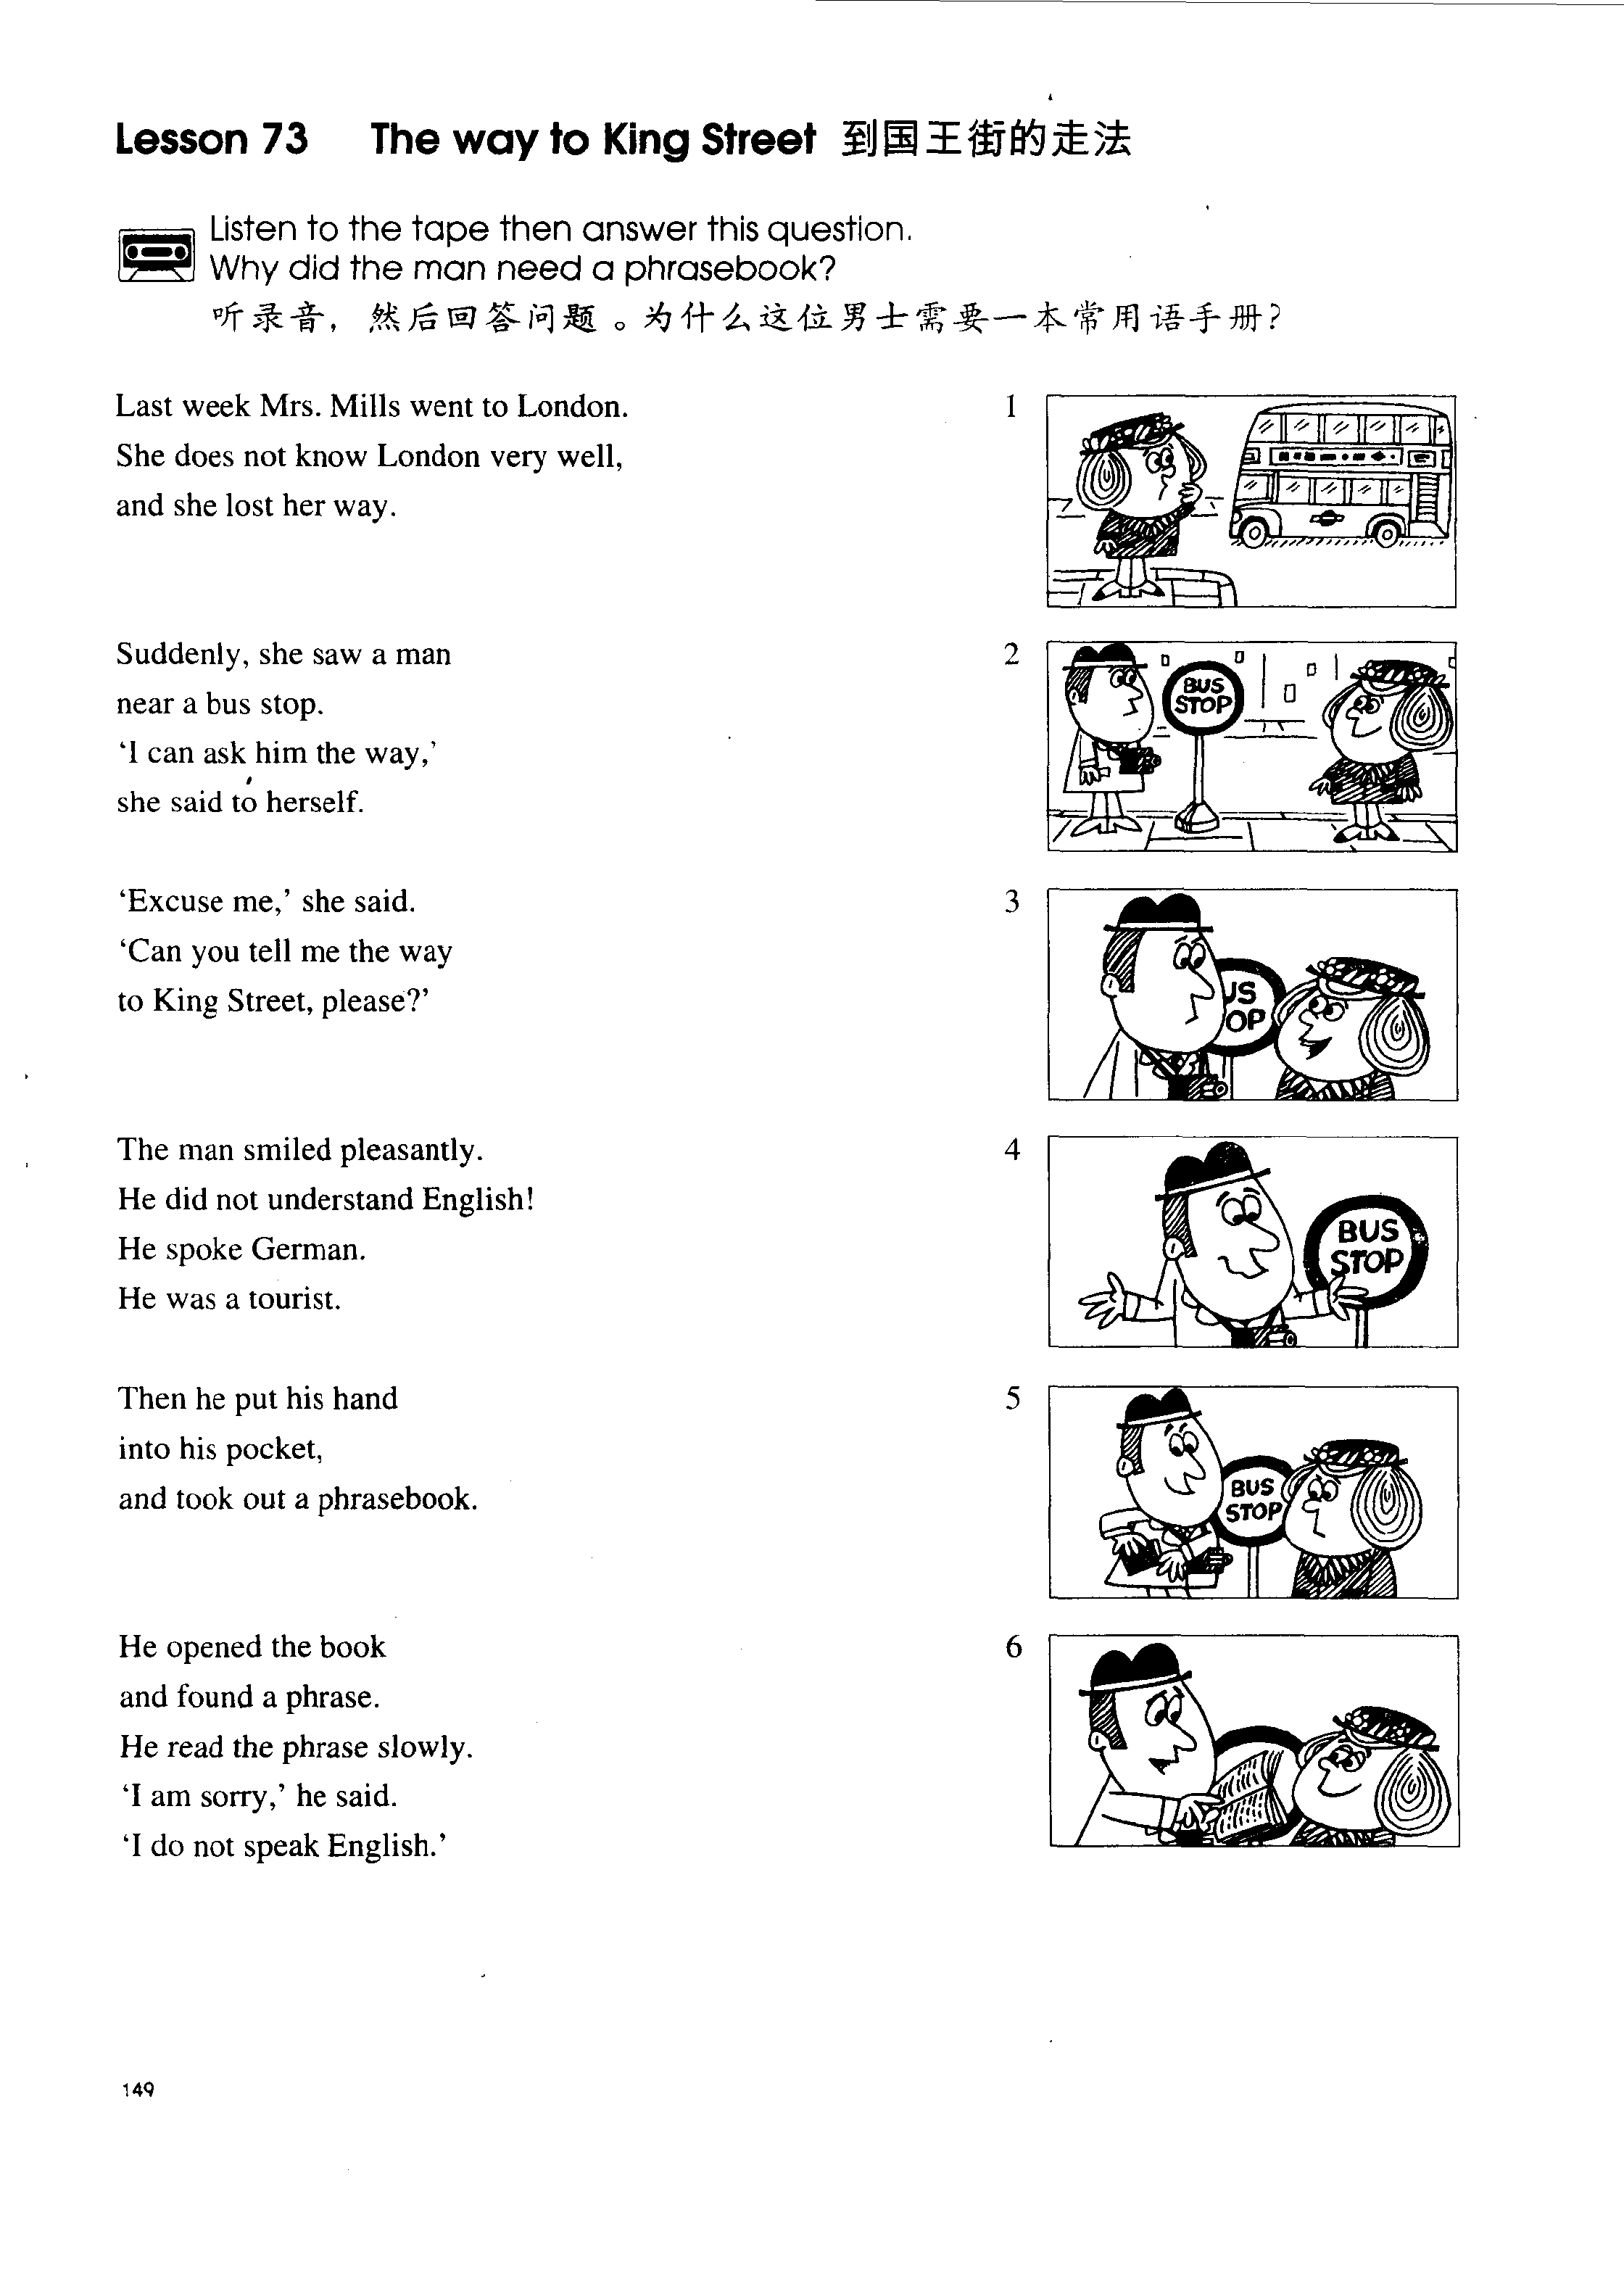 Lesson 73 The way to King Street 到国王街的走法
Listen to the tape then answer this question.
Why did the man need a phrasebook?
听录音，然后回答问题。为什么这位男士需要一本常用语手册?
Last week Mrs. Mills went to London.
She does not know London very well,
and she lost her way.
1
Suddenly, she saw a man
near a bus stop.
‘I can ask him the way,’
she said to herself.
2
BUS
STOP
‘Excuse me,’ she said.
‘Can you tell me the way
to King Street, please?’
3
US
OP
The man smiled pleasantly.
He did not understand English!
He spoke German.
He was a tourist.
4
BUS
STOP
Then he put his hand
into his pocket,
and took out a phrasebook.
5
BUS
STOP
He opened the book
and found a phrase.
He read the phrase slowly.
‘I am sorry,’ he said.
‘I do not speak English.’
6
149